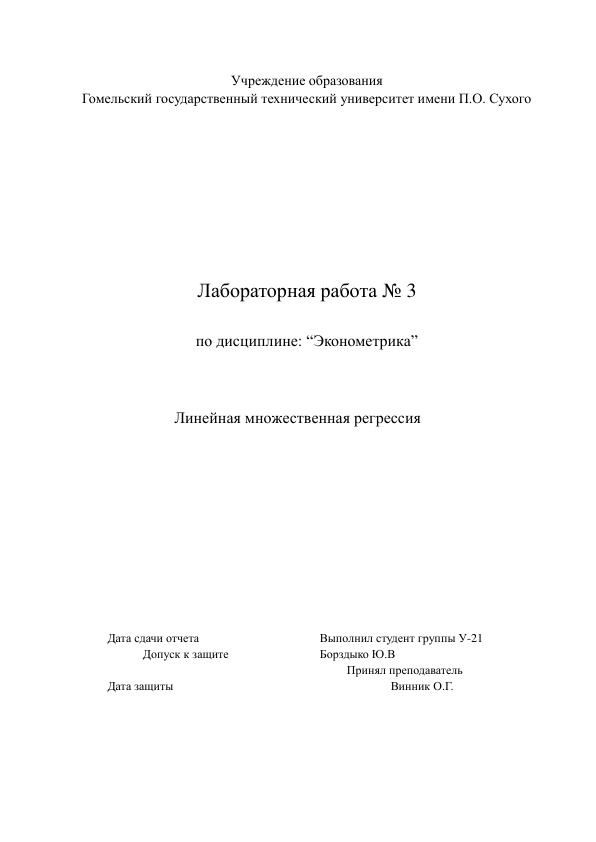 Учреждение образования
Гомельский государственный технический университет имени П.О. Сухого
Лабораторная работа № 3
по дисциплине: “Эконометрика”
Линейная множественная регрессия
Дата сдачи отчета Выполнил студент группы У-21
Допуск к защите Борздыко Ю.В
Принял преподаватель
Дата защиты Винник О.Г.